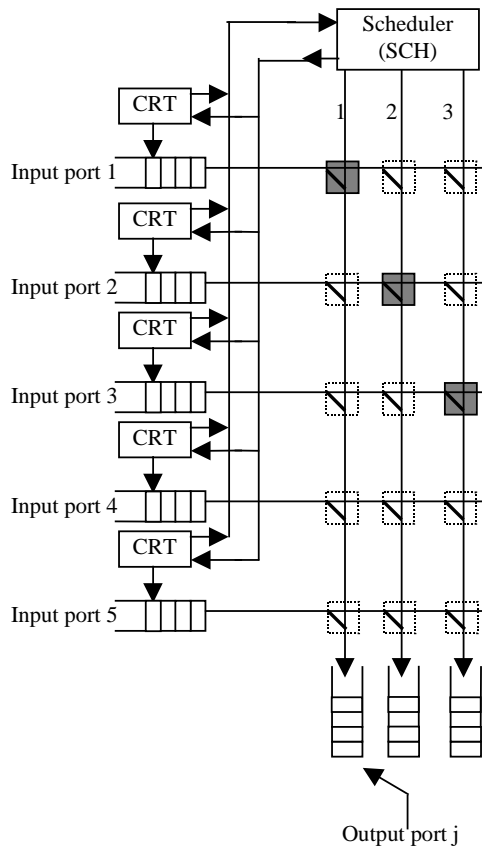 Scheduler
(SCH)
1 2 3
CRT
Input port 1
CRT
Input port 2
CRT
Input port 3
CRT
Input port 4
CRT
Input port 5
Output port j